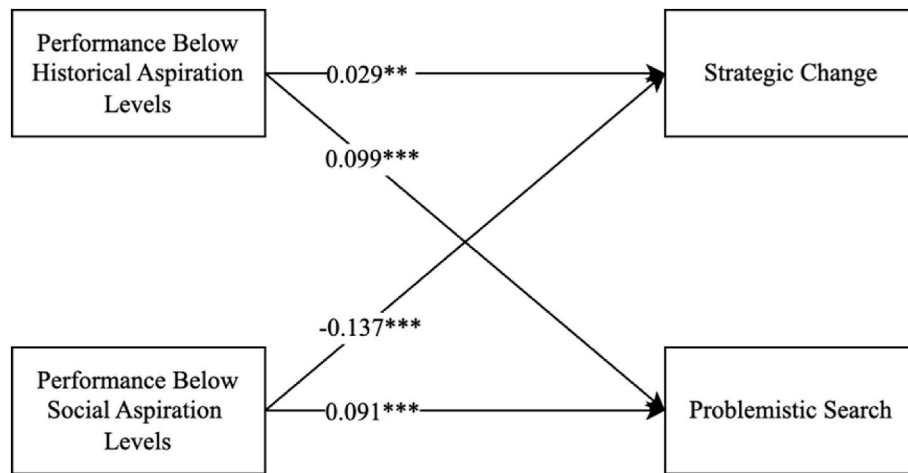 Performance Below
Historical Aspiration
Levels
0.029**
Strategic Change
0.099***
-0.137***
Performance Below
Social Aspiration
Levels
0.091***
Problemistic Search